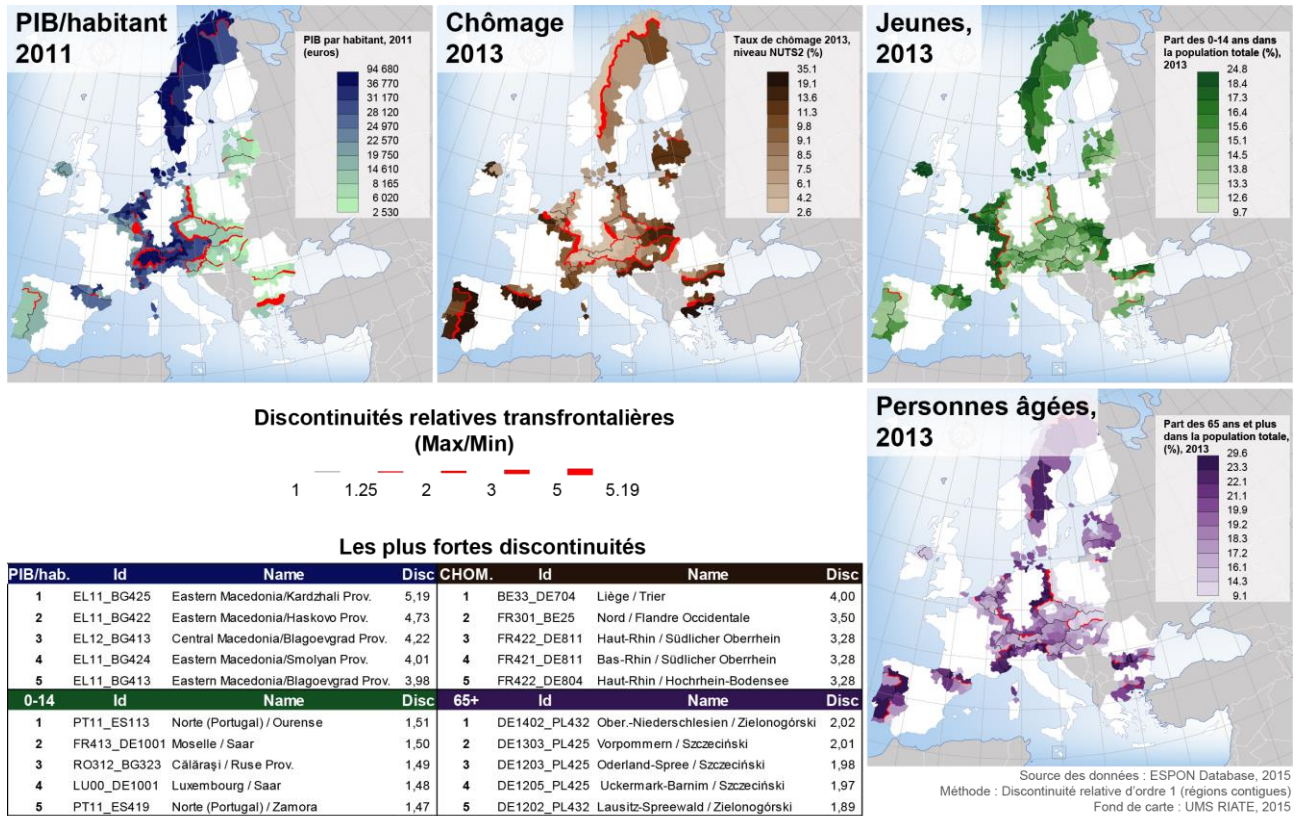 PIB/habitant
2011
PIB par habitant, 2011
(euros)
94 680
36 770
31 170
28 120
24 970
22 570
19 750
14 610
8 165
6 020
2 530
Chômage
2013
Taux de chômage 2013,
niveau NUTS2 (%)
35.1
19.1
13.6
11.3
9.8
9.1
8.5
7.5
6.1
4.2
2.6
Jeunes,
2013
Part des 0-14 ans dans
la population totale (%),
2013
24.8
18.4
17.3
16.4
15.6
15.1
14.5
13.8
13.3
12.6
9.7
Discontinuités relatives transfrontalières
(Max/Min)
1 1.25 2 3 5 5.19
Personnes âgées,
2013
Part des 65 ans et plus
dans la population totale,
(%), 2013
29.6
23.3
22.1
21.1
19.9
19.2
18.3
17.2
16.1
14.3
9.1
Les plus fortes discontinuités
PIB/hab. Id Name Disc CHOM. Id Name Disc
1 EL11_BG425 Eastern Macedonia/Kardzhali Prov. 5,19 1 BE33_DE704 Liège / Trier 4,00
2 EL11_BG422 Eastern Macedonia/Haskovo Prov. 4,73 2 FR301_BE25 Nord / Flandre Occidentale 3,50
3 EL12_BG413 Central Macedonia/Blagoevgrad Prov. 4,22 3 FR422_DE811 Haut-Rhin / Südlicher Oberrhein 3,28
4 EL11_BG424 Eastern Macedonia/Smolyan Prov. 4,01 4 FR421_DE811 Bas-Rhin / Südlicher Oberrhein 3,28
5 EL11_BG413 Eastern Macedonia/Blagoevgrad Prov. 3,98 5 FR422_DE804 Haut-Rhin / Hochrhein-Bodensee 3,28
0-14 Id Name Disc 65+ Id Name Disc
1 PT11_ES113 Norte (Portugal) / Ourense 1,51 1 DE1402_PL432 Ober.-Niederschlesien / Zielonogórski 2,02
2 FR413_DE1001 Moselle / Saar 1,50 2 DE1303_PL425 Vorpommern / Szczeciński 2,01
3 RO312_BG323 Călărași / Ruse Prov. 1,49 3 DE1203_PL425 Oderland-Spree / Szczeciński 1,98
4 LU00_DE1001 Luxembourg / Saar 1,48 4 DE1205_PL425 Uckermark-Barnim / Szczeciński 1,97
5 PT11_ES419 Norte (Portugal) / Zamora 1,47 5 DE1202_PL432 Lausitz-Spreewald / Zielonogórski 1,89
Source des données : ESPON Database, 2015
Méthode : Discontinuité relative d'ordre 1 (régions contigues)
Fond de carte : UMS RIATE, 2015